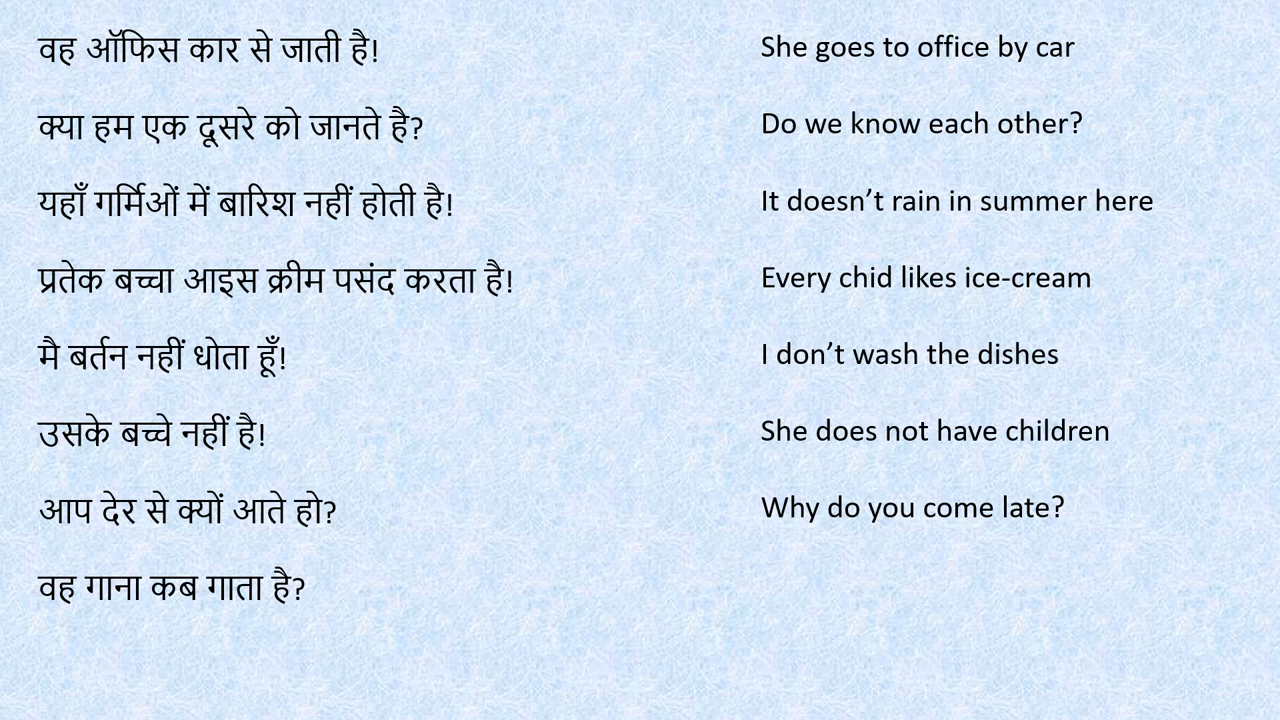 वह ऑफिस कार से जाती है! She goes to office by car
क्या हम एक दूसरे को जानते है? Do we know each other?
यहाँ गर्मिओं में बारिश नहीं होती है! It doesn’t rain in summer here
प्रतेक बच्चा आइस क्रीम पसंद करता है! Every chid likes ice-cream
मै बर्तन नहीं धोता हूँ! I don’t wash the dishes
उसके बच्चे नहीं है! She does not have children
आप देर से क्यों आते हो? Why do you come late?
वह गाना कब गाता है?